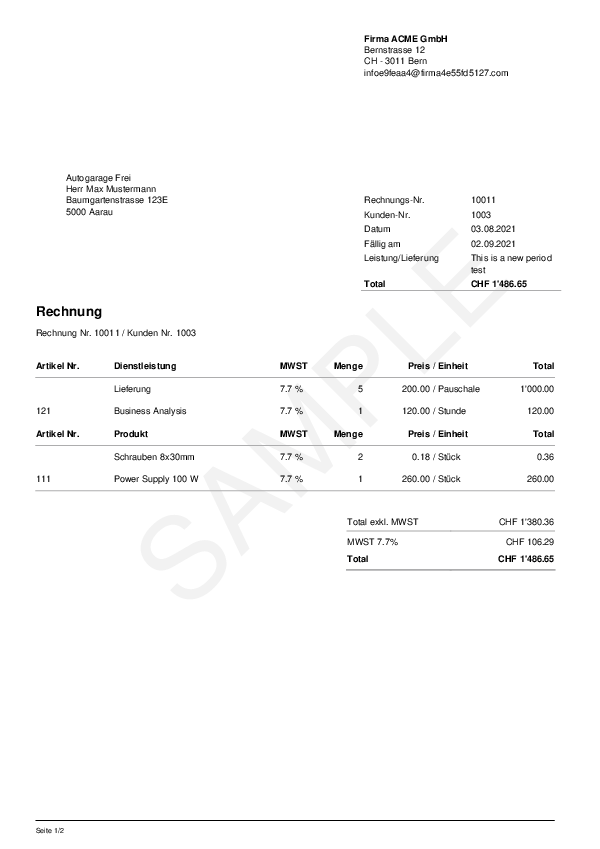 Firma ACME GmbH
Bernstrasse 12
CH - 3011 Bern
infoe9feaa4@firma4e55fd5127.com
Autogarage Frei
Herr Max Mustermann
Baumgartenstrasse 123E
5000 Aarau
Rechnungs-Nr. 10011
Kunden-Nr. 1003
Datum 03.08.2021
Fällig am 02.09.2021
Leistung/Lieferung This is a new period
test
Total CHF 1'486.65
Rechnung
Rechnung Nr. 10011 / Kunden Nr. 1003
Artikel Nr. Dienstleistung MWST Menge Preis / Einheit Total
Lieferung 7.7 % 5 200.00 / Pauschale 1'000.00
121 Business Analysis 7.7 % 1 120.00 / Stunde 120.00
Artikel Nr. Produkt MWST Menge Preis / Einheit Total
Schrauben 8x30mm 7.7 % 2 0.18 / Stück 0.36
111 Power Supply 100 W 7.7 % 1 260.00 / Stück 260.00
Total exkl. MWST CHF 1'380.36
MWST 7.7% CHF 106.29
Total CHF 1'486.65
SAMPLE
Seite 1/2